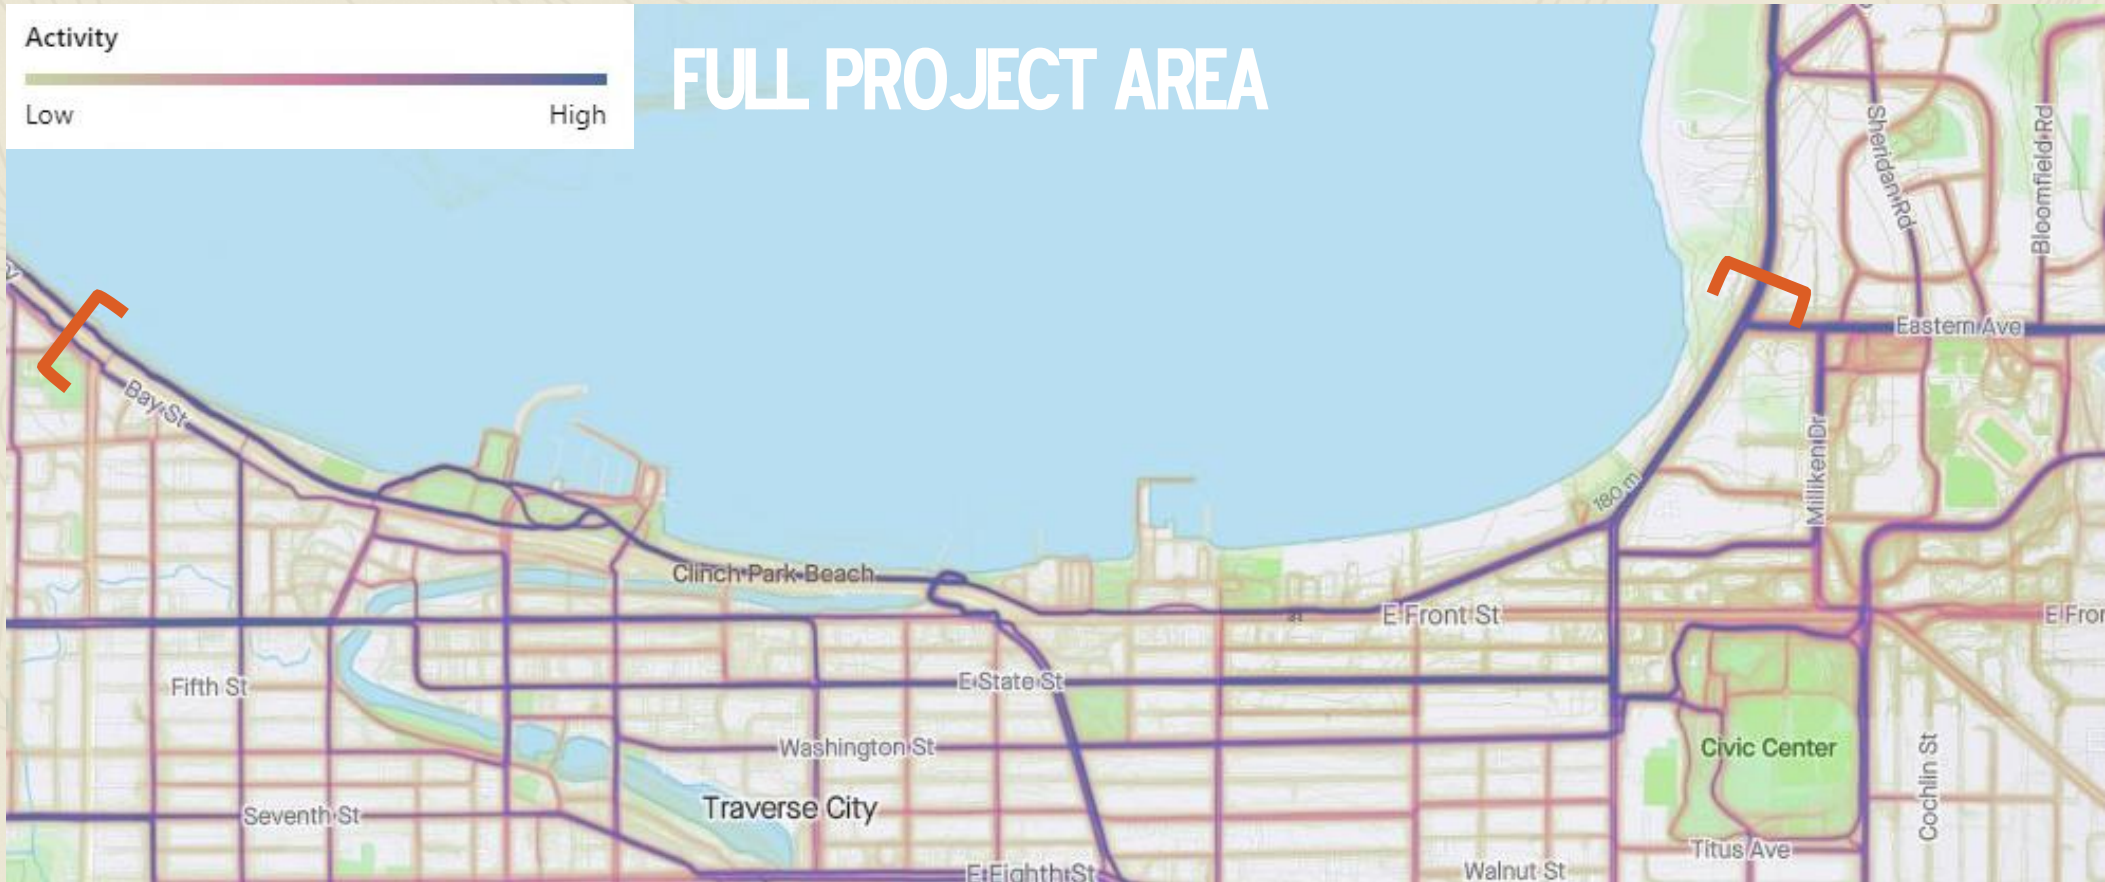 Activity
Low High
FULL PROJECT AREA
Sheridan Rd
Bloomfield Rd
Eastern Ave
Bay St
Milliken Dr
180 m
Clinch Park Beach
E Front St
E Fron
Fifth St
E State St
Washington St
Civic Center
Cochlin St
Traverse City
Seventh St
Titus Ave
E Eighth St
Walnut St